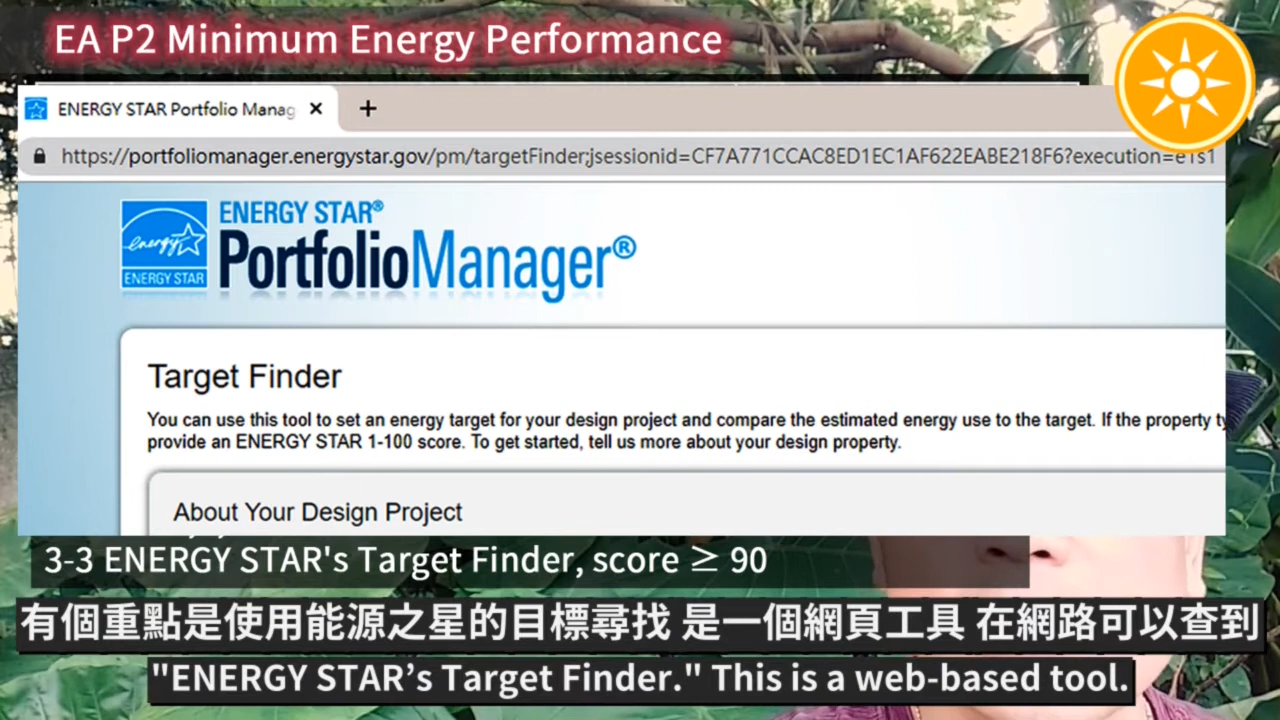 EA P2 Minimum Energy Performance
ENERGY STAR Portfolio Manag
https://portfoliomanager.energystar.gov/pm/targetFinder;jsessionid=CF7A771CCAC8ED1EC1AF622EABE218F6?execution=e1s1
energy
ENERGY STAR
ENERGY STAR®
PortfolioManager®
Target Finder
You can use this tool to set an energy target for your design project and compare the estimated energy use to the target. If the property ty
provide an ENERGY STAR 1-100 score. To get started, tell us more about your design property.
About Your Design Project
3-3 ENERGY STAR's Target Finder, score ≥ 90
有個重點是使用能源之星的目標尋找 是一個網頁工具 在網路可以查到
"ENERGY STAR’s Target Finder." This is a web-based tool.